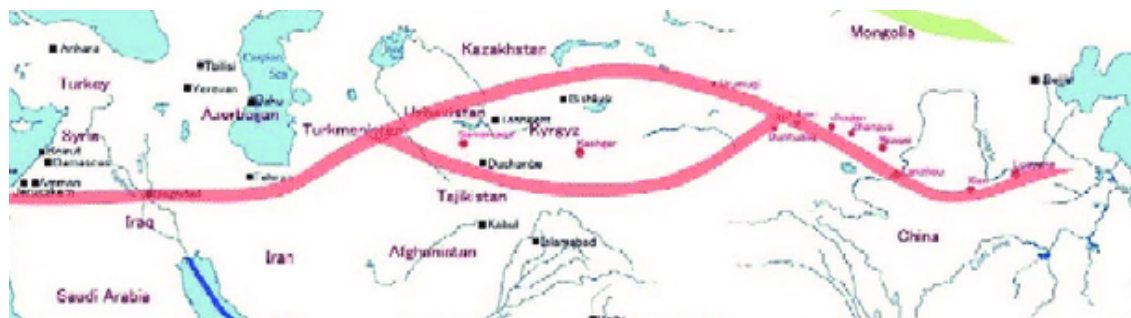 Ankara
Tbilisi
Turkey
Yerevan
Caspian
Sea
Baku
Azerbaijan
Syria
Beirut
Damascus
Amman
Jerusalem
Baghdad
Tehran
Iraq
Iran
Saudi Arabia
Kazakhstan
Uzbekistan
Turkmenistan
Bishkek
Tashkent
Kyrgyz
Samarkand
Kashgar
Dushanbe
Tajikistan
Kabul
Afghanistan
Islamabad
Mongolia
Urumqi
Dunhuang
Lanzhou
Xian
China